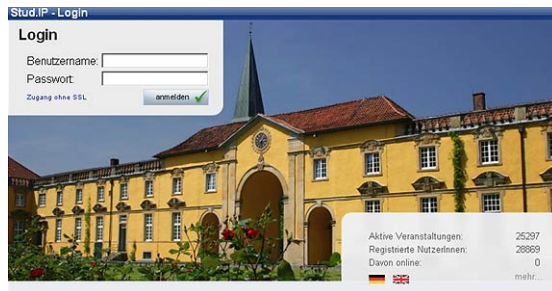 Stud.IP - Login
Login
Benutzername:
Passwort:
Zugang ohne SSL
anmelden
Aktive Veranstaltungen: 25297
Registrierte NutzerInnen: 28869
Davon online: 0
mehr...